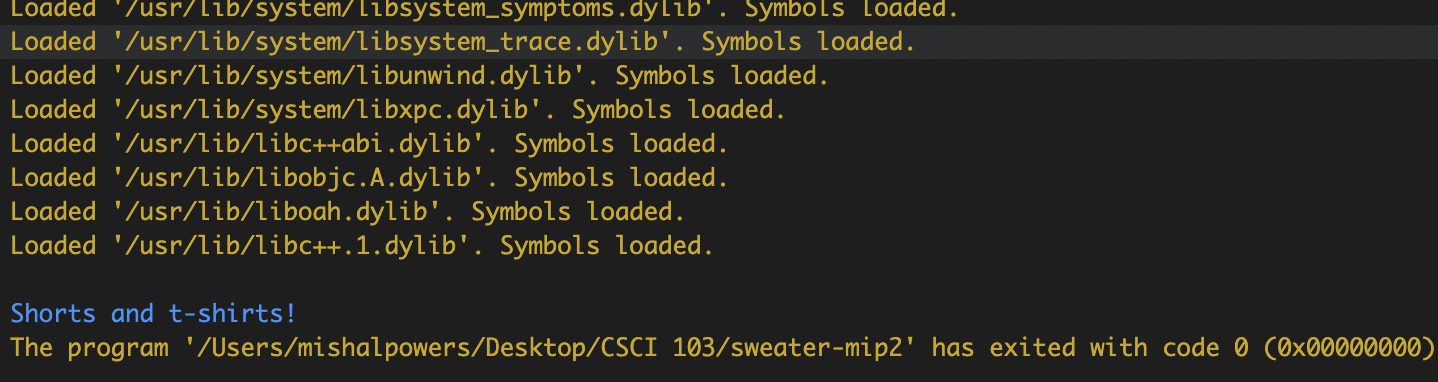 Loaded '/usr/lib/system/libsystem_symptoms.dylib'. Symbols loaded.
Loaded '/usr/lib/system/libsystem_trace.dylib'. Symbols loaded.
Loaded '/usr/lib/system/libunwind.dylib'. Symbols loaded.
Loaded '/usr/lib/system/libxpc.dylib'. Symbols loaded.
Loaded '/usr/lib/libc++abi.dylib'. Symbols loaded.
Loaded '/usr/lib/libobjc.A.dylib'. Symbols loaded.
Loaded '/usr/lib/liboah.dylib'. Symbols loaded.
Loaded '/usr/lib/libc++.1.dylib'. Symbols loaded.
Shorts and t-shirts!
The program '/Users/mishalpowers/Desktop/CSCI 103/sweater-mip2' has exited with code 0 (0x00000000)